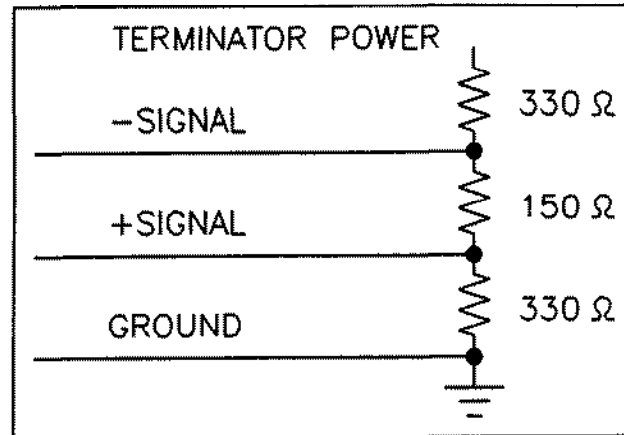 TERMINATOR POWER
330 Ω
−SIGNAL
150 Ω
+SIGNAL
330 Ω
GROUND